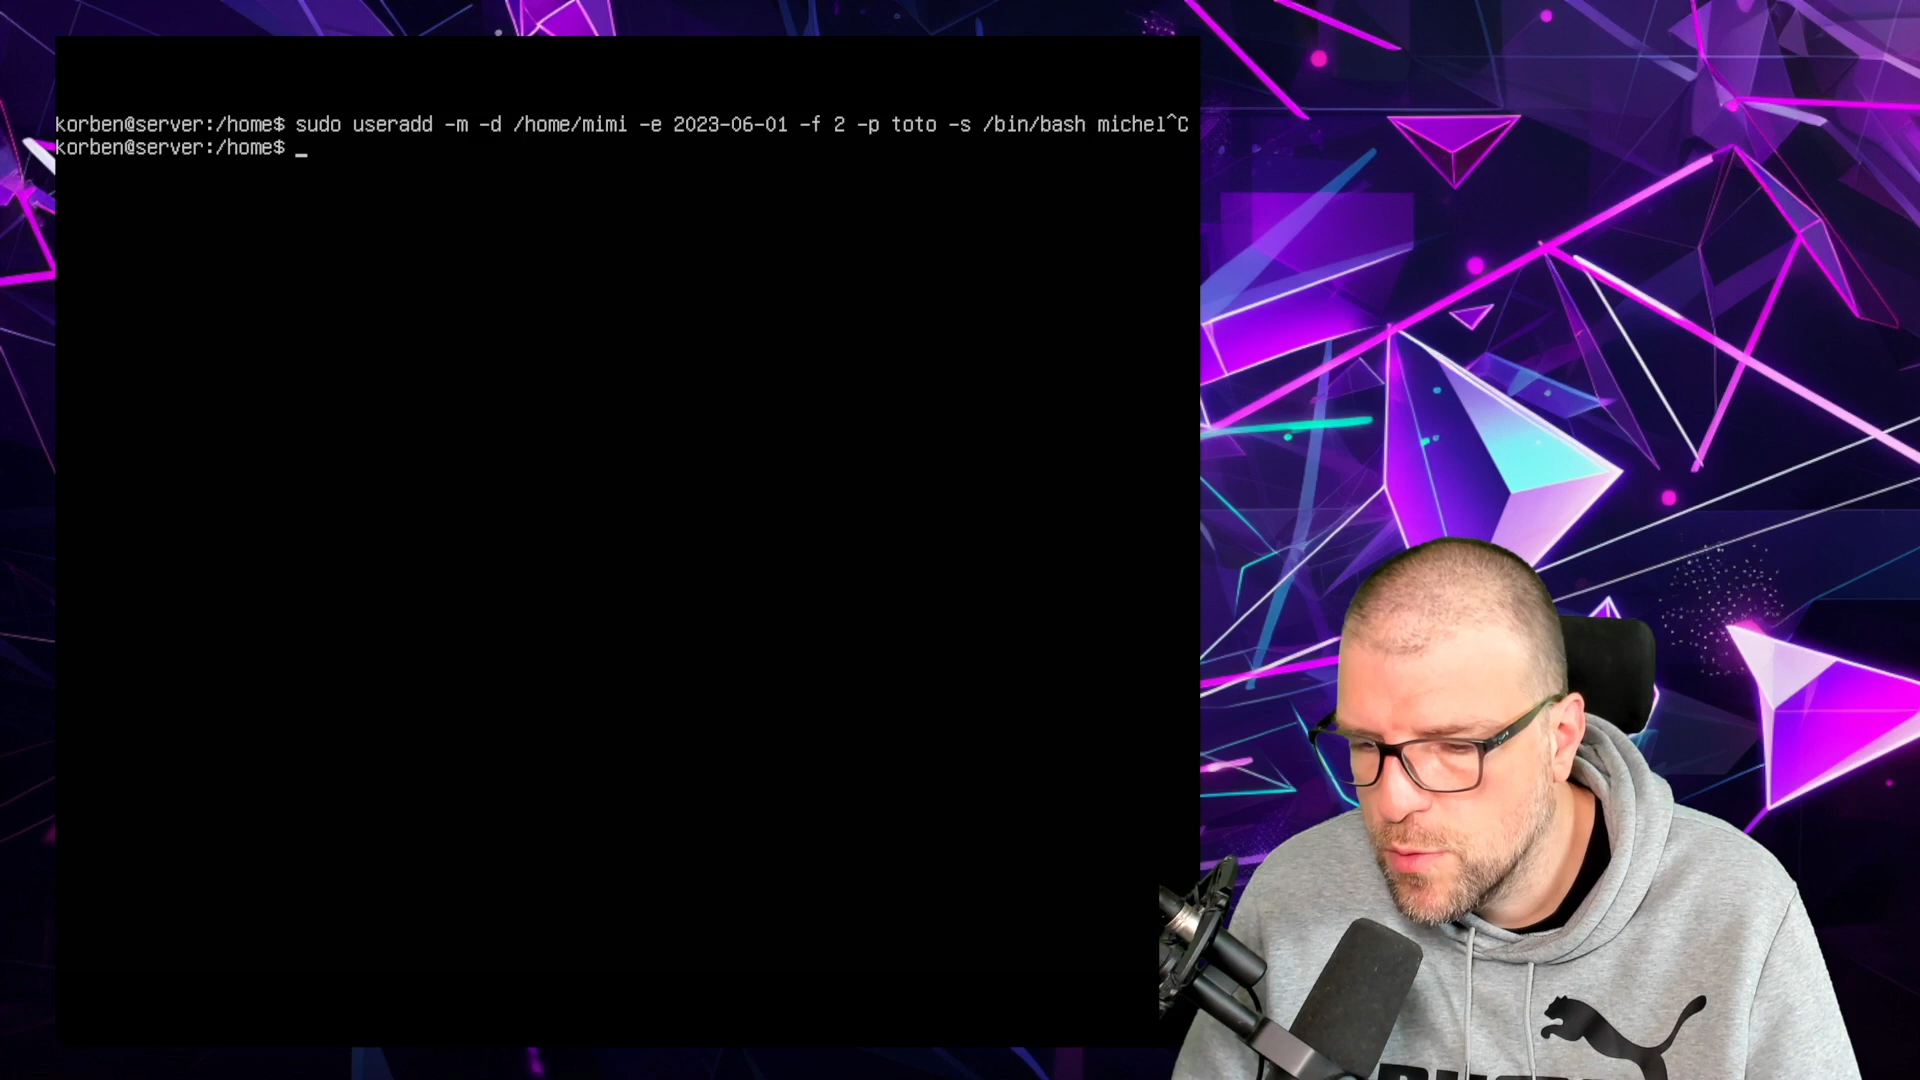 korben@server:/home$ sudo useradd -m -d /home/mimi -e 2023-06-01 -f 2 -p toto -s /bin/bash michel^C
korben@server:/home$ _